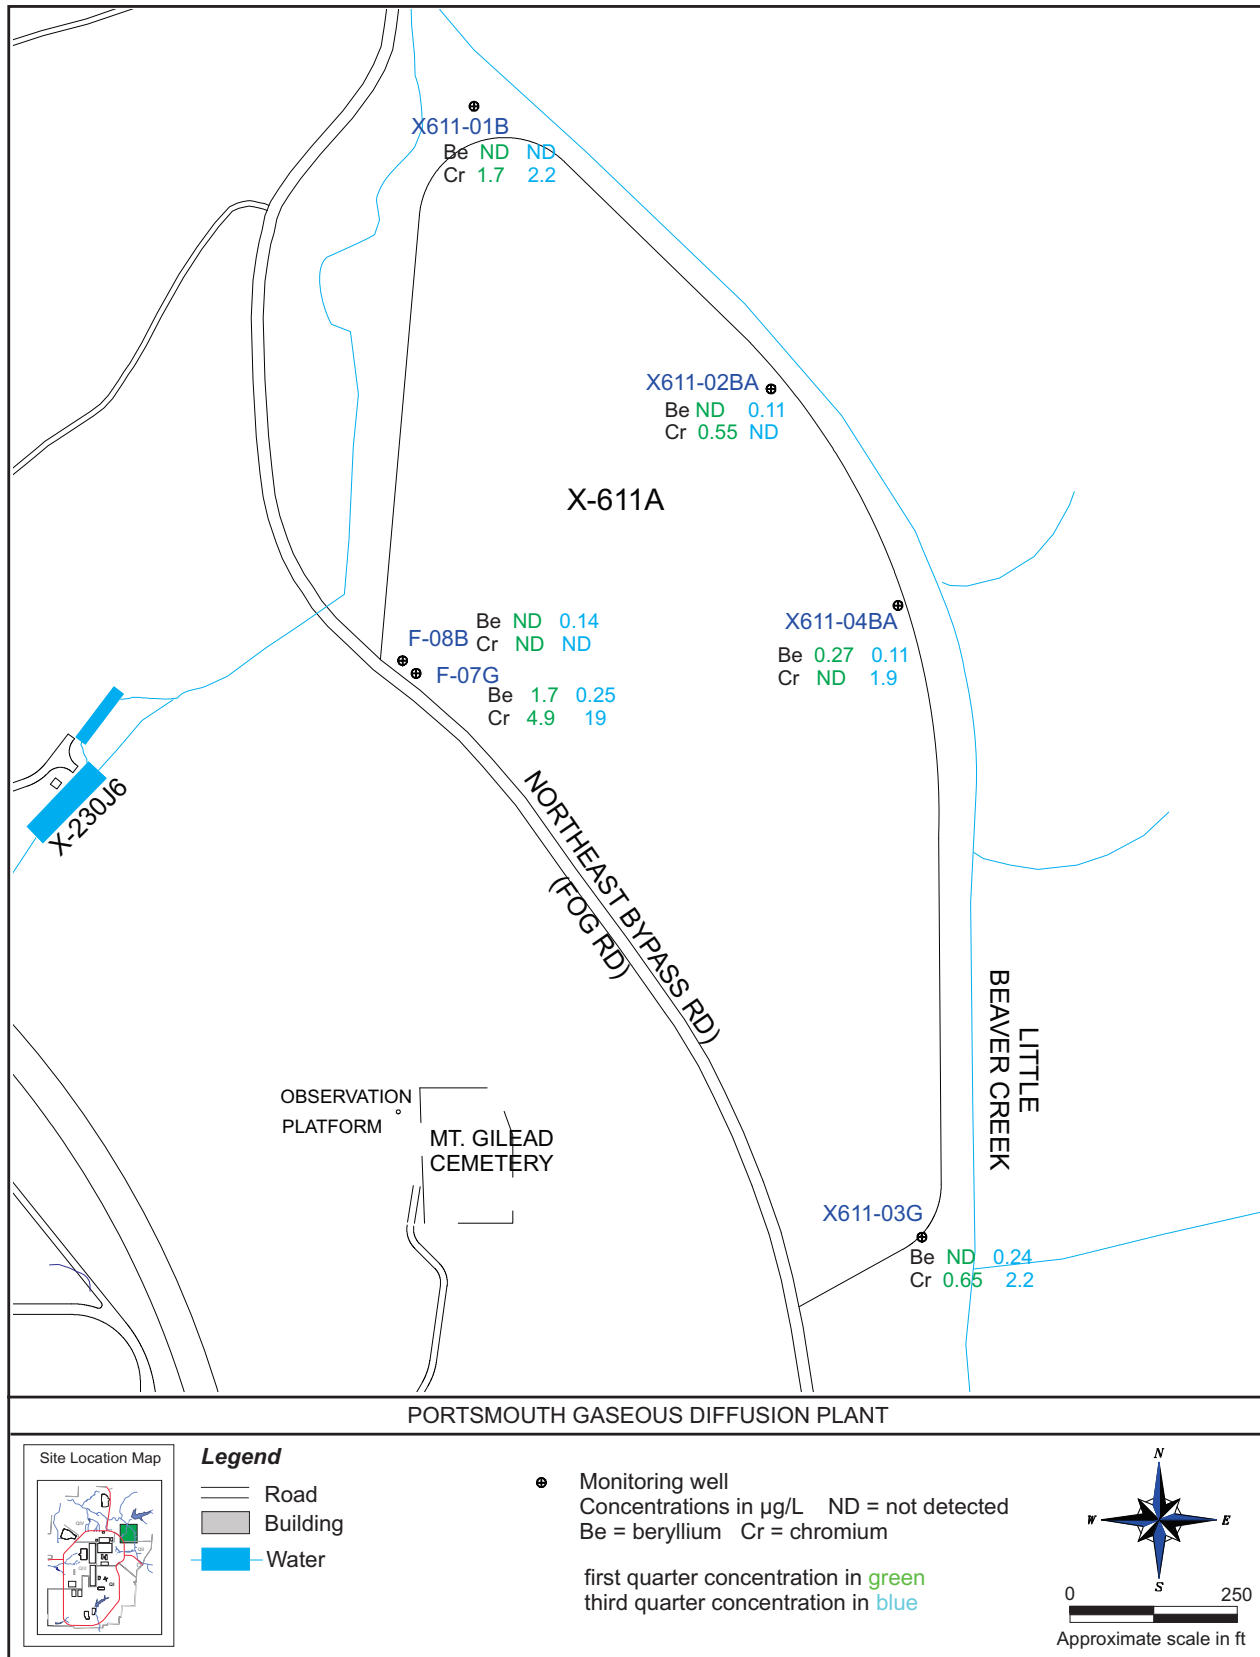 X611-01B
Be ND ND
Cr 1.7 2.2
X611-02BA
Be ND 0.11
Cr 0.55 ND
X-611A
X611-04BA
Be 0.27 0.11
Cr ND 1.9
F-08B
Be ND 0.14
Cr ND ND
F-07G
Be 1.7 0.25
Cr 4.9 19
X-230J6
NORTHEAST BYPASS RD)
(FOG RD)
LITTLE
BEAVER CREEK
OBSERVATION
PLATFORM
MT. GILEAD
CEMETERY
X611-03G
Be ND 0.24
Cr 0.65 2.2
PORTSMOUTH GASEOUS DIFFUSION PLANT
Site Location Map
Legend
Road
Building
Water
Monitoring well
Concentrations in µg/L ND = not detected
Be = beryllium Cr = chromium
first quarter concentration in green
third quarter concentration in blue
N
W
E
S
0 250
Approximate scale in ft